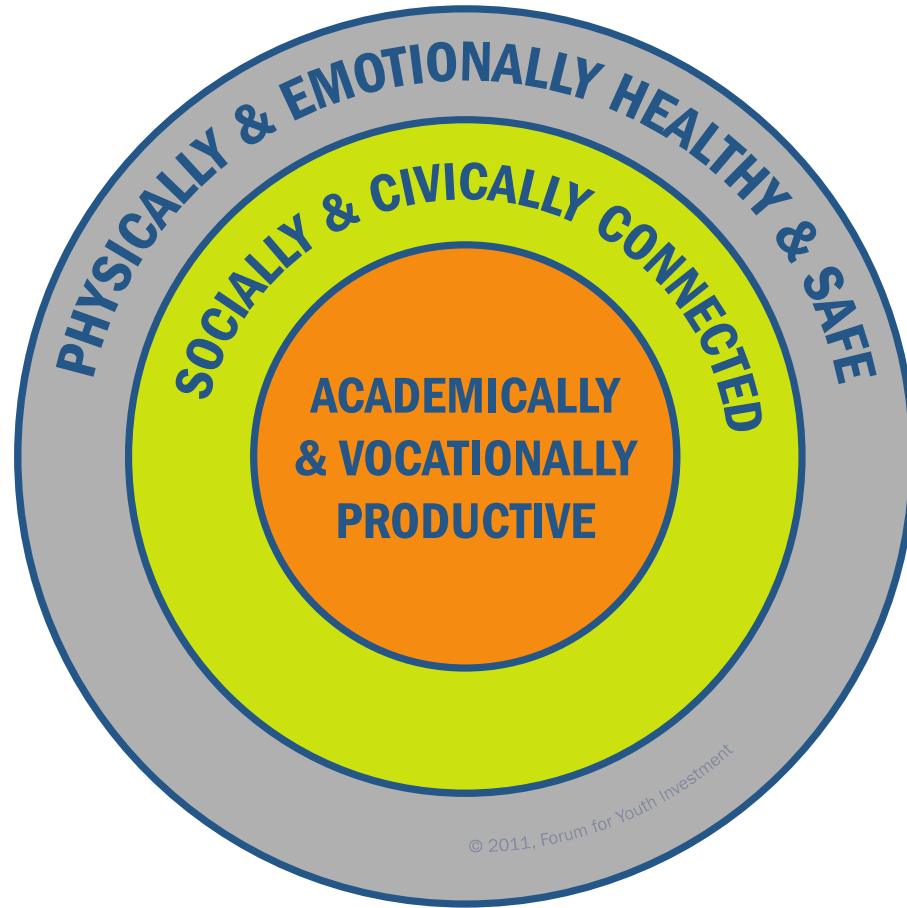 PHYSICALLY & EMOTIONALLY HEALTHY & SAFE
SOCIALLY & CIVICALLY CONNECTED
ACADEMICALLY
& VOCATIONALLY
PRODUCTIVE
© 2011, Forum for Youth Investment